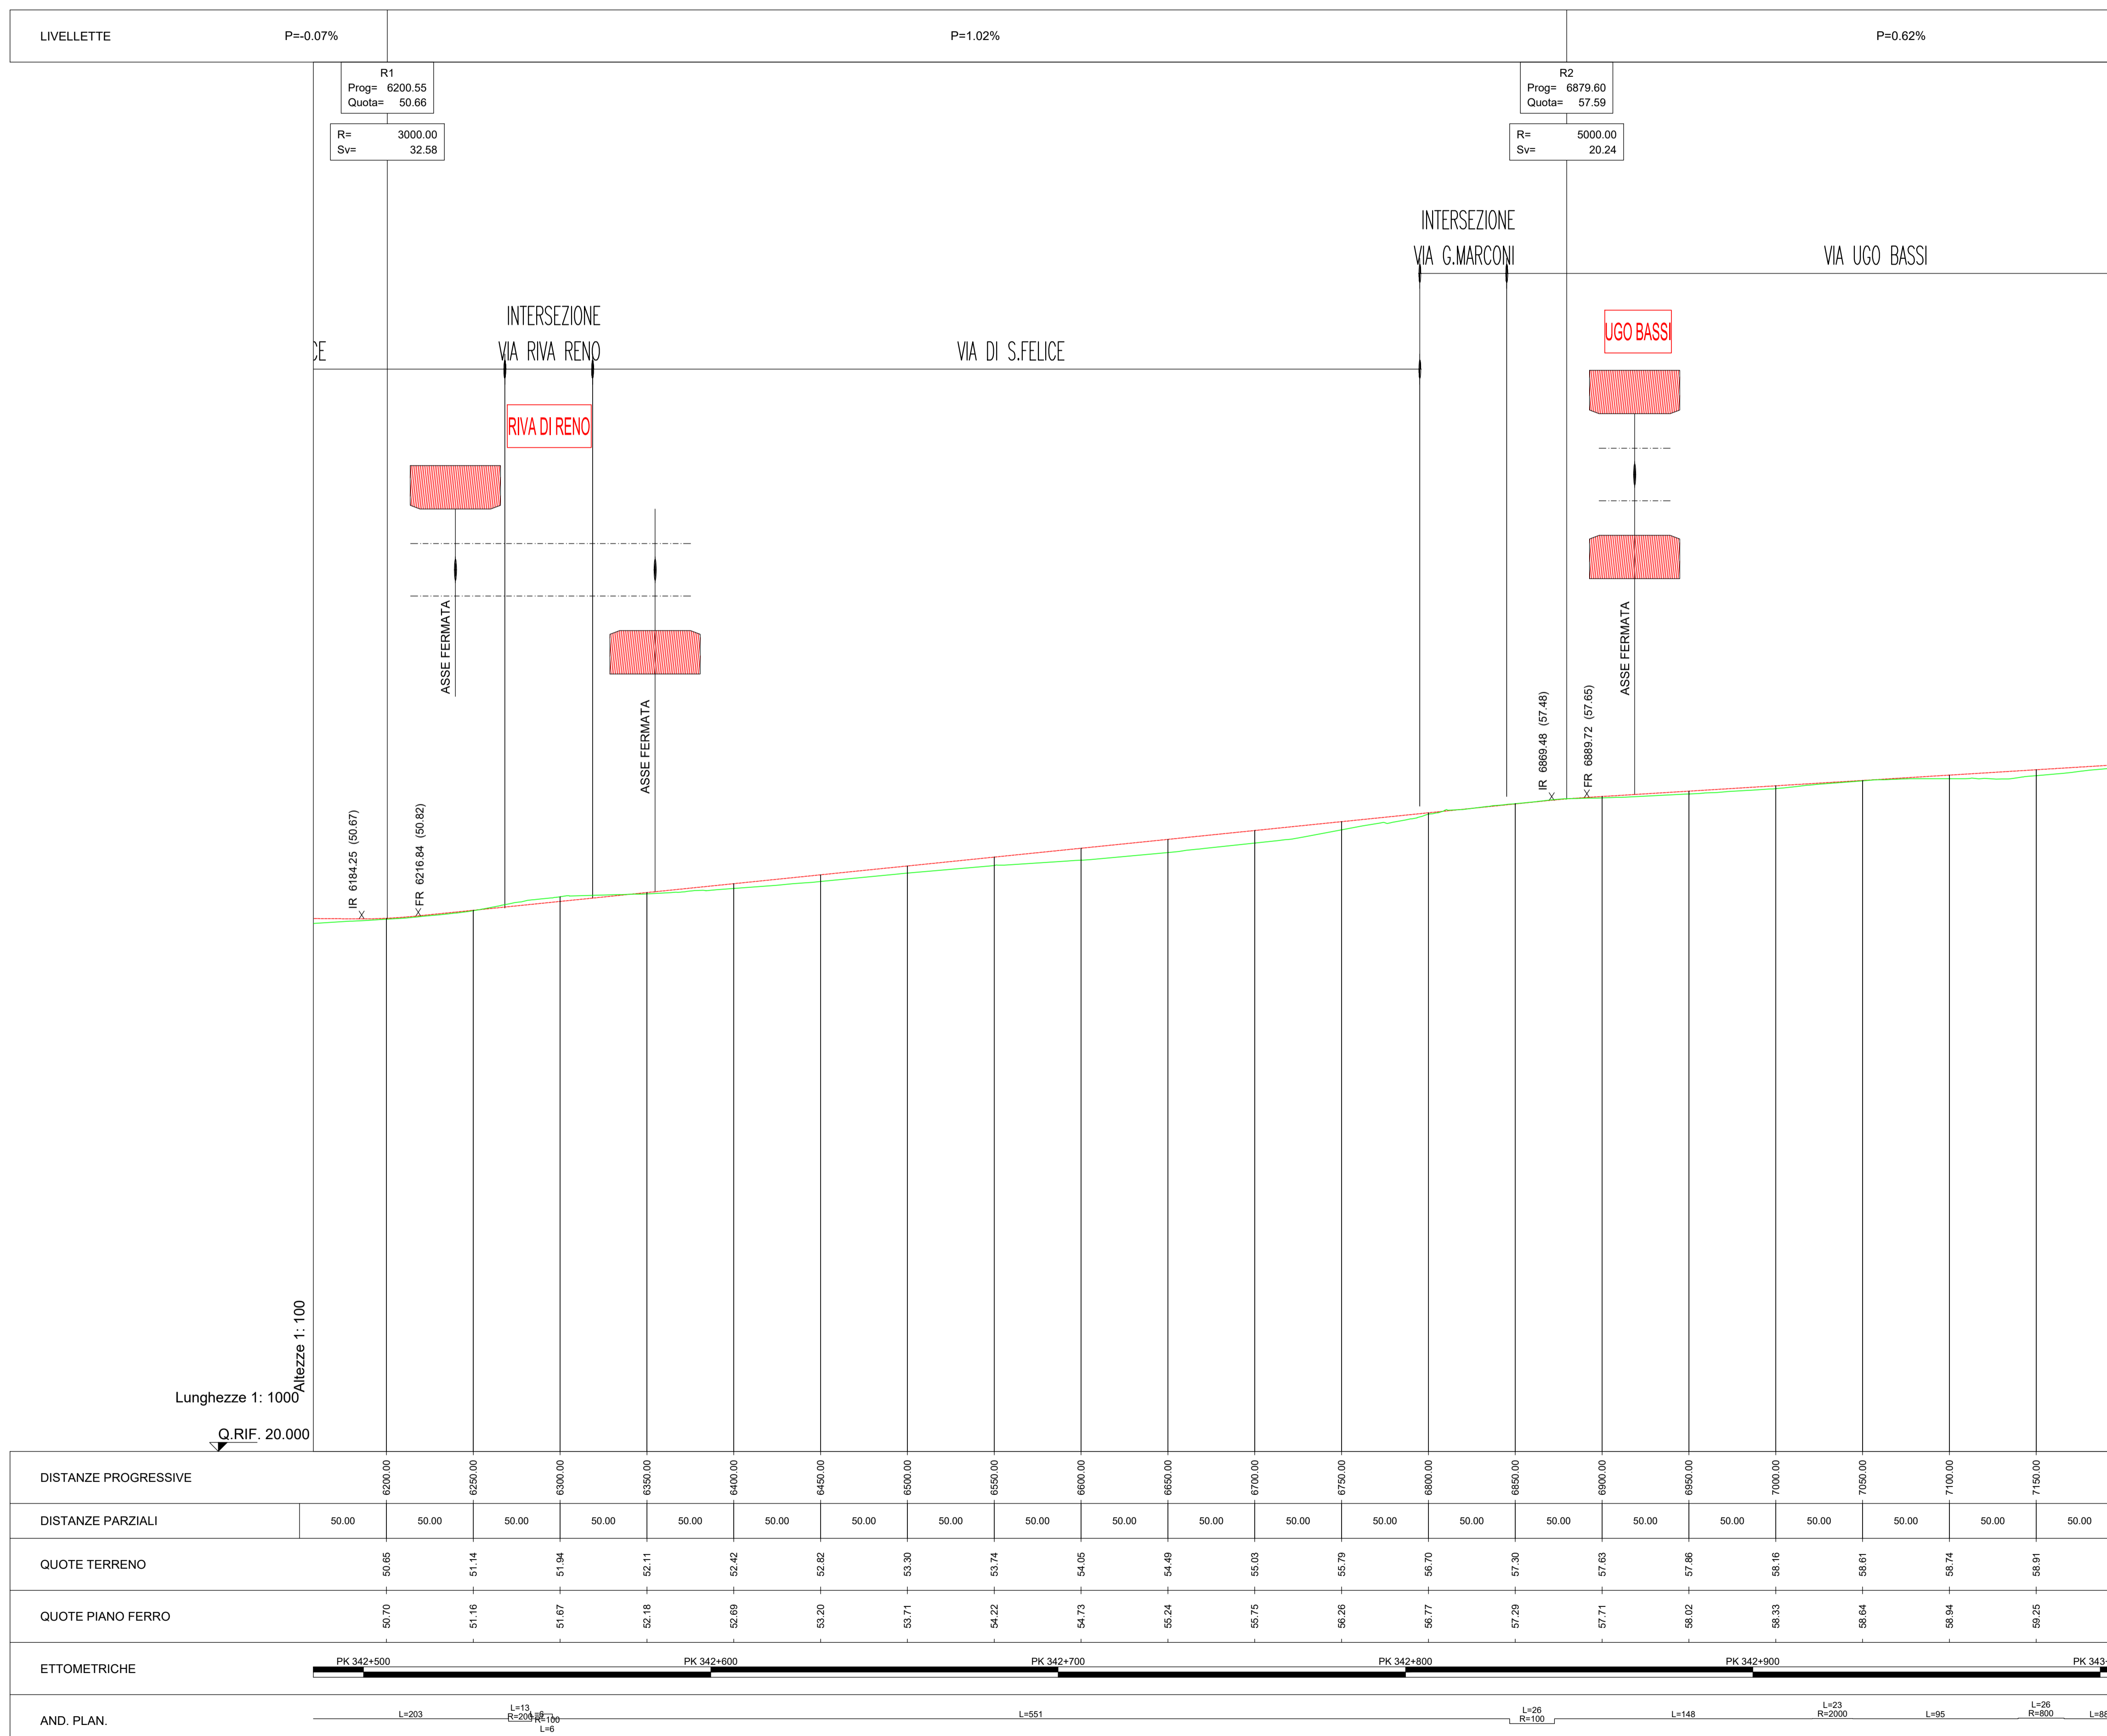 LIVELLETTE P=-0.07% P=1.02% P=0.62%
R1
Prog= 6200.55
Quota= 50.66
R= 3000.00
Sv= 32.58
R2
Prog= 6879.60
Quota= 57.59
R= 5000.00
Sv= 20.24
INTERSEZIONE
VIA G.MARCONI
VIA UGO BASSI
UGO BASSI
INTERSEZIONE
CE
VIA RIVA RENO
VIA DI S.FELICE
RIVA DI RENO
ASSE FERMATA
ASSE FERMATA
ASSE FERMATA
IR 6184.25 (50.67)
FR 6216.84 (50.82)
IR 6869.48 (57.48)
FR 6889.72 (57.65)
Altezze 1: 100
Lunghezze 1: 1000
Q.RIF. 20.000
DISTANZE PROGRESSIVE 6200.00 6250.00 6300.00 6350.00 6400.00 6450.00 6500.00 6550.00 6600.00 6650.00 6700.00 6750.00 6800.00 6850.00 6900.00 6950.00 7000.00 7050.00 7100.00 7150.00
DISTANZE PARZIALI 50.00 50.00 50.00 50.00 50.00 50.00 50.00 50.00 50.00 50.00 50.00 50.00 50.00 50.00 50.00 50.00 50.00 50.00 50.00 50.00 50.00
QUOTE TERRENO 50.65 51.14 51.94 52.11 52.42 52.82 53.30 53.74 54.05 54.49 55.03 55.79 56.70 57.30 57.63 57.86 58.16 58.61 58.74 58.91
QUOTE PIANO FERRO 50.70 51.16 51.67 52.18 52.69 53.20 53.71 54.22 54.73 55.24 55.75 56.26 56.77 57.29 57.71 58.02 58.33 58.64 58.94 59.25
ETTOMETRICHE PK 342+500 PK 342+600 PK 342+700 PK 342+800 PK 342+900 PK 343+
AND. PLAN. L=203
L=13
R=200
R=100
L=6
L=551
L=26
R=100
L=148
L=23
R=2000
L=95
L=26
R=800
L=88